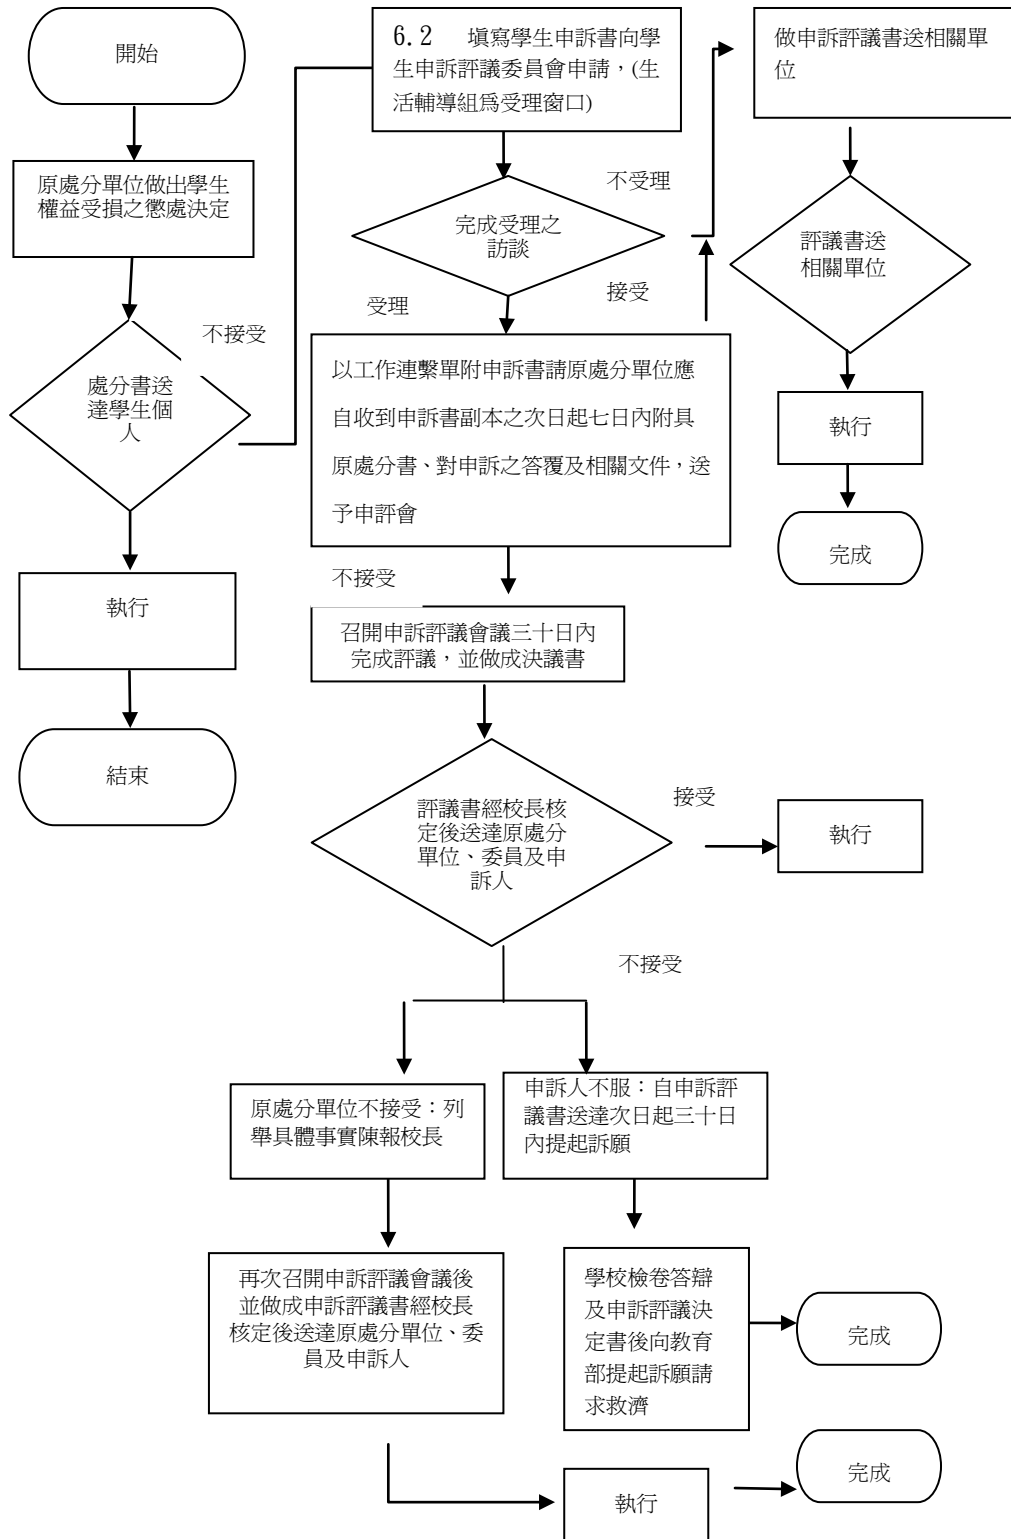 開始
原處分單位做出學生
權益受損之懲處決定
不接受
處分書送
達學生個
人
執行
結束
6.2 填寫學生申訴書向學
生申訴評議委員會申請，(生
活輔導組為受理窗口)
不受理
完成受理之
訪談
受理
接受
以工作連繫單附申訴書請原處分單位應
自收到申訴書副本之次日起七日內附具
原處分書、對申訴之答覆及相關文件，送
予申評會
不接受
召開申訴評議會議三十日內
完成評議，並做成決議書
評議書經校長核
定後送達原處分
單位、委員及申
訴人
接受
執行
不接受
做申訴評議書送相關單
位
評議書送
相關單位
執行
完成
原處分單位不接受：列
舉具體事實陳報校長
申訴人不服：自申訴評
議書送達次日起三十日
內提起訴願
再次召開申訴評議會議後
並做成申訴評議書經校長
核定後送達原處分單位、委
員及申訴人
學校檢卷答辯
及申訴評議決
定書後向教育
部提起訴願請
求救濟
完成
執行
完成